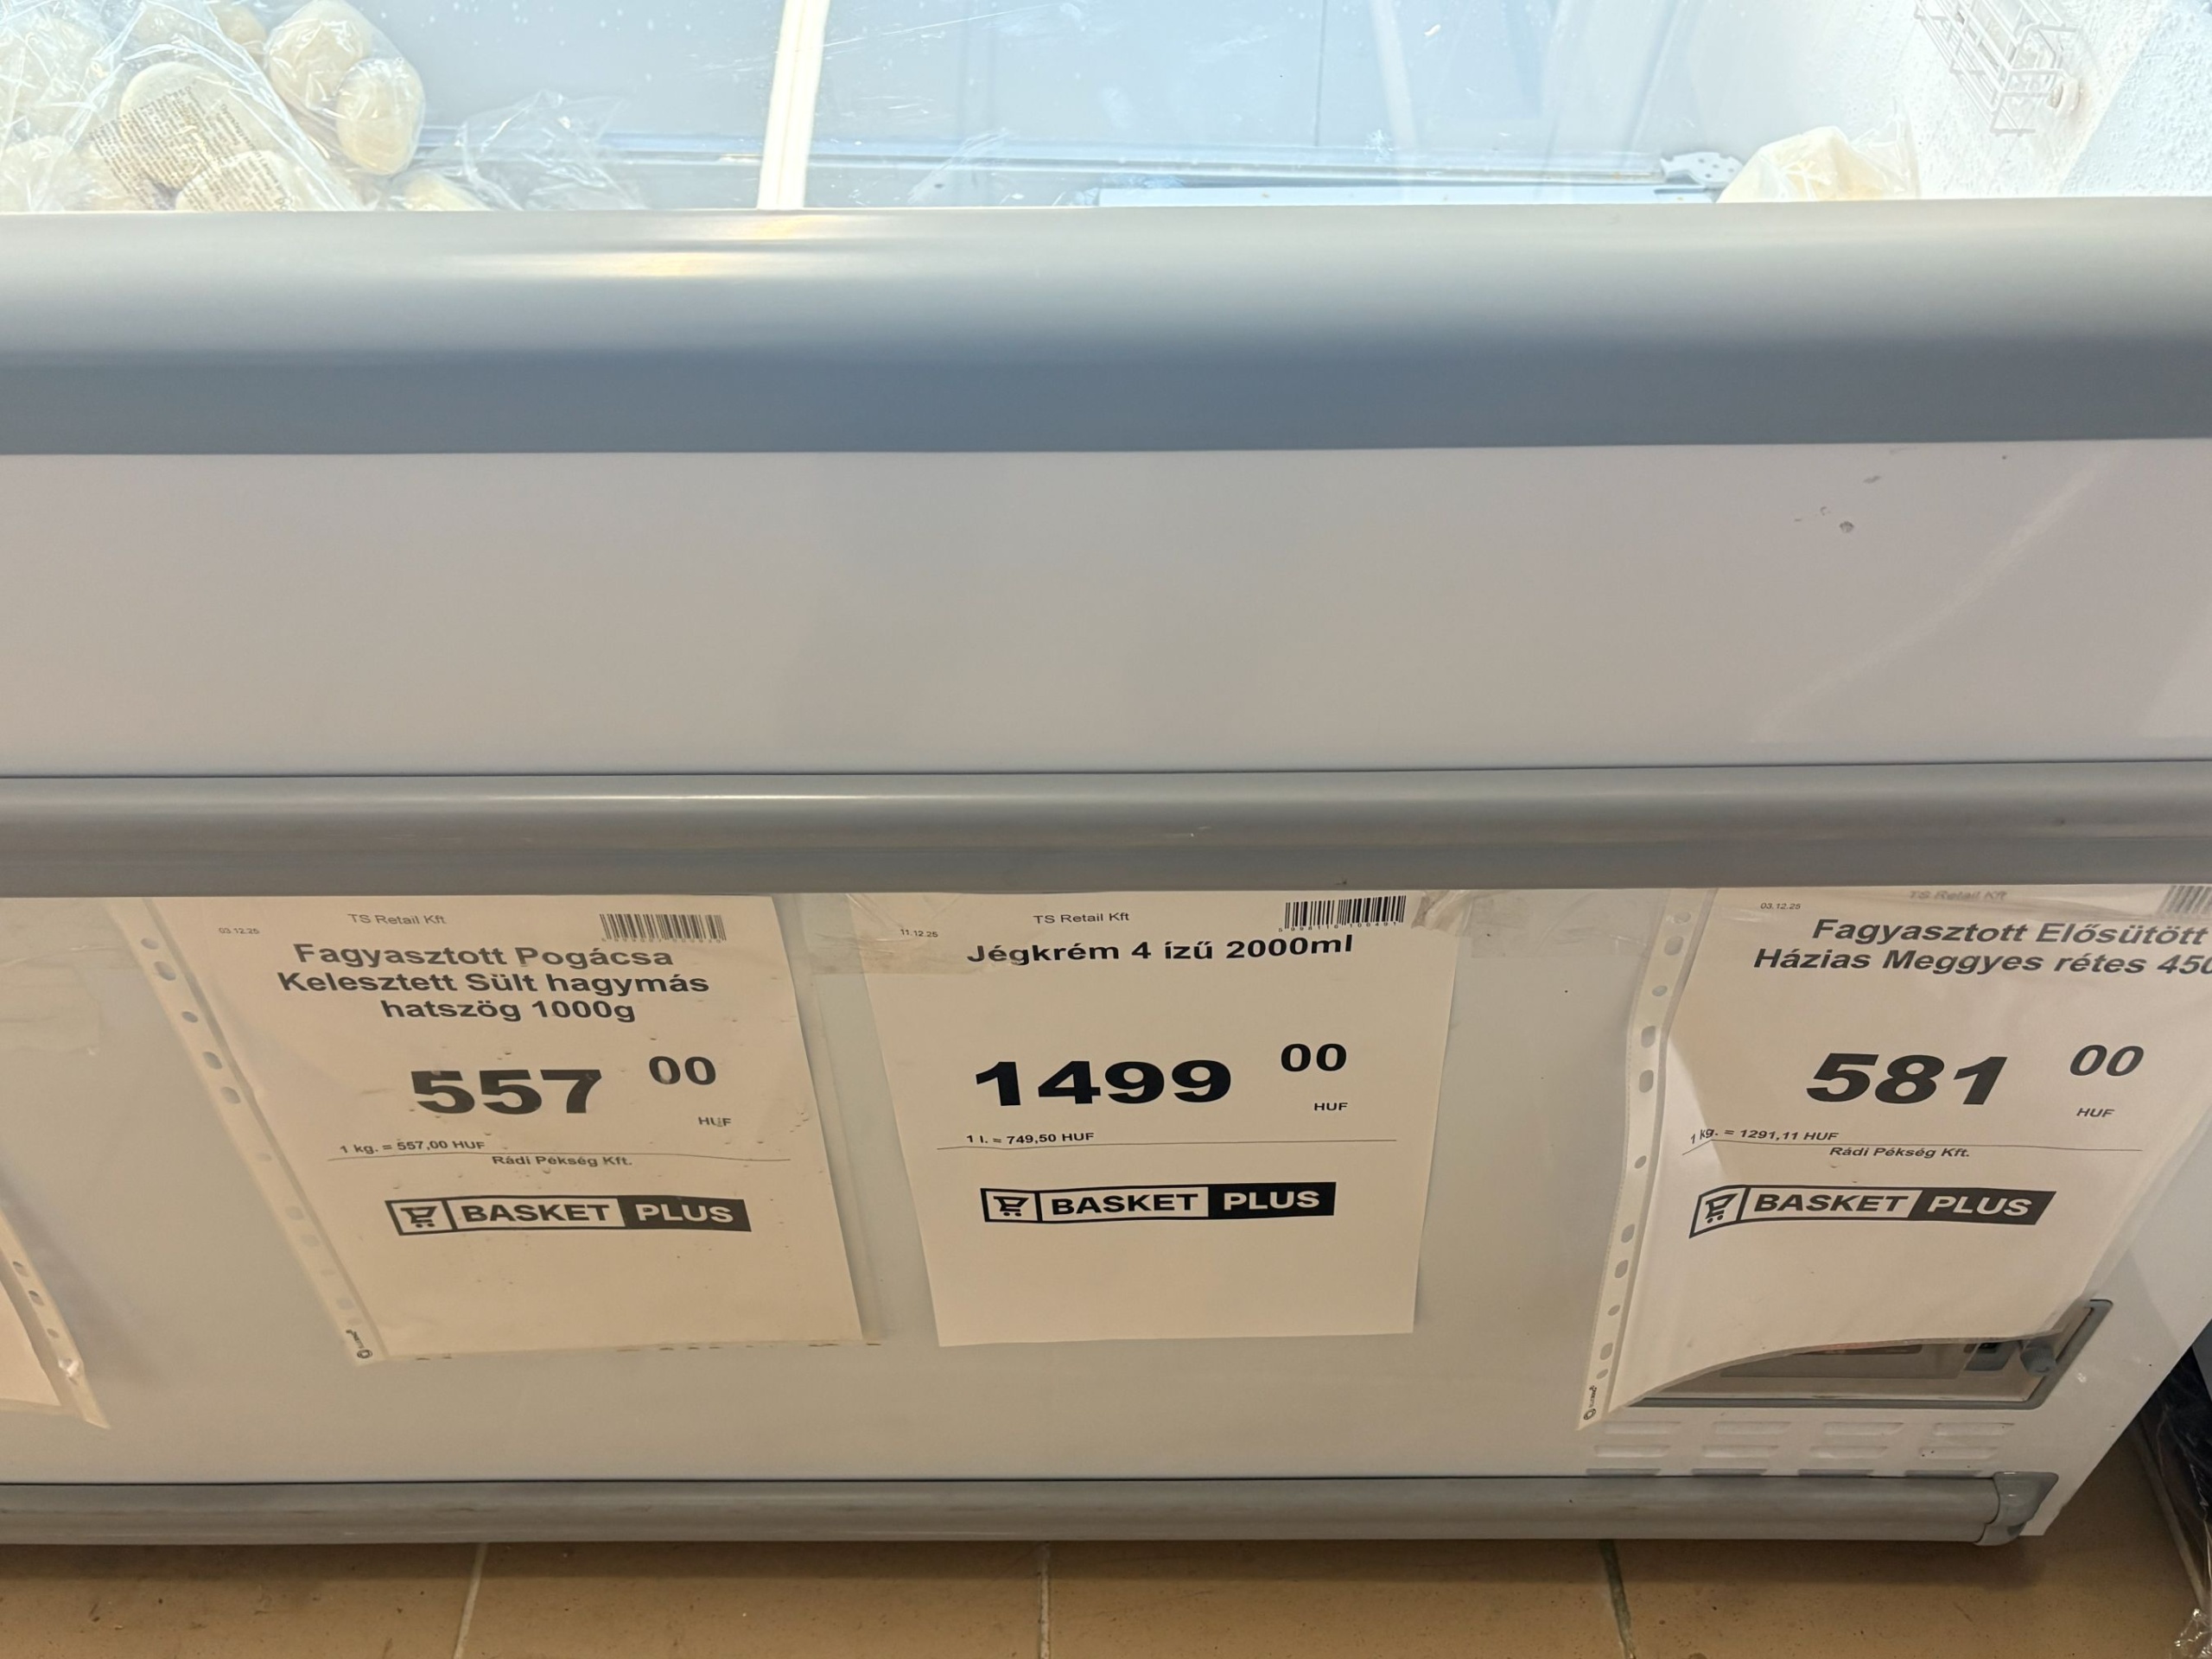 TS Retail Kft
03.12.25
Fagyasztott Pogácsa
Kelesztett Sült hagymás
hatszög 1000g
557 00
HUF
1 kg. = 557,00 HUF
Rádi Pékség Kft.
BASKET PLUS
TS Retail Kft
11.12.25
Jégkrém 4 ízű 2000ml
1499 00
HUF
1 l. = 749,50 HUF
BASKET PLUS
TS Retail Kft
03.12.25
Fagyasztott Elősütött
Házias Meggyes rétes 450
581 00
HUF
1 kg. = 1291,11 HUF
Rádi Pékség Kft.
BASKET PLUS